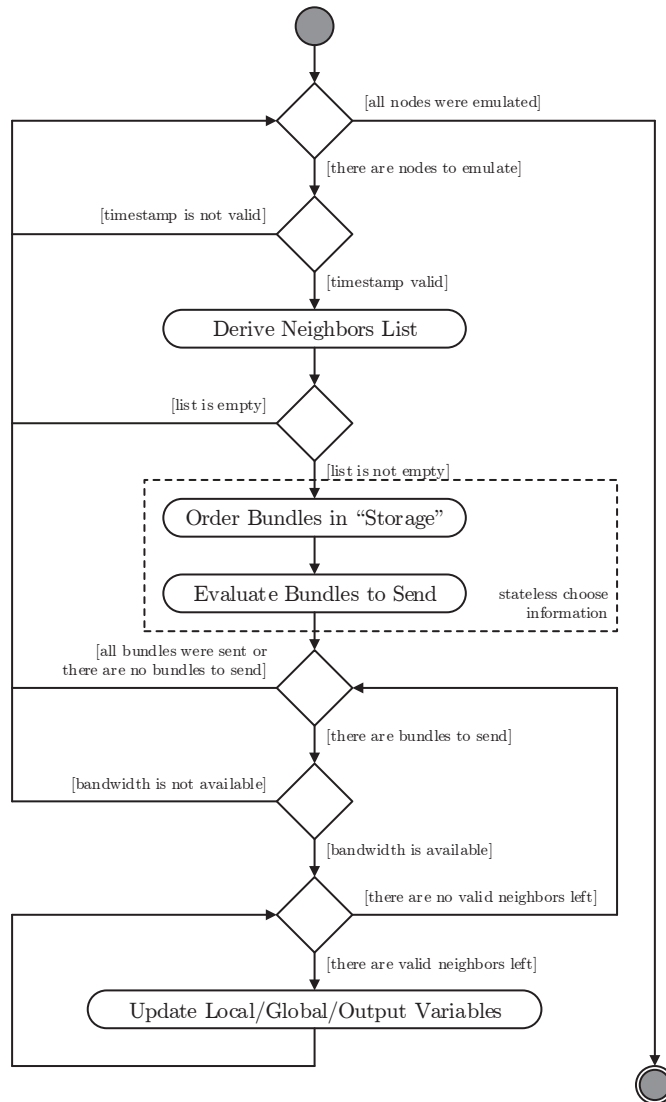 [all nodes were emulated]
[there are nodes to emulate]
[timestamp is not valid]
[timestamp valid]
Derive Neighbors List
[list is empty]
[list is not empty]
Order Bundles in “Storage”
Evaluate Bundles to Send
stateless choose
information
[all bundles were sent or
there are no bundles to send]
[there are bundles to send]
[bandwidth is not available]
[bandwidth is available]
[there are no valid neighbors left]
[there are valid neighbors left]
Update Local/Global/Output Variables